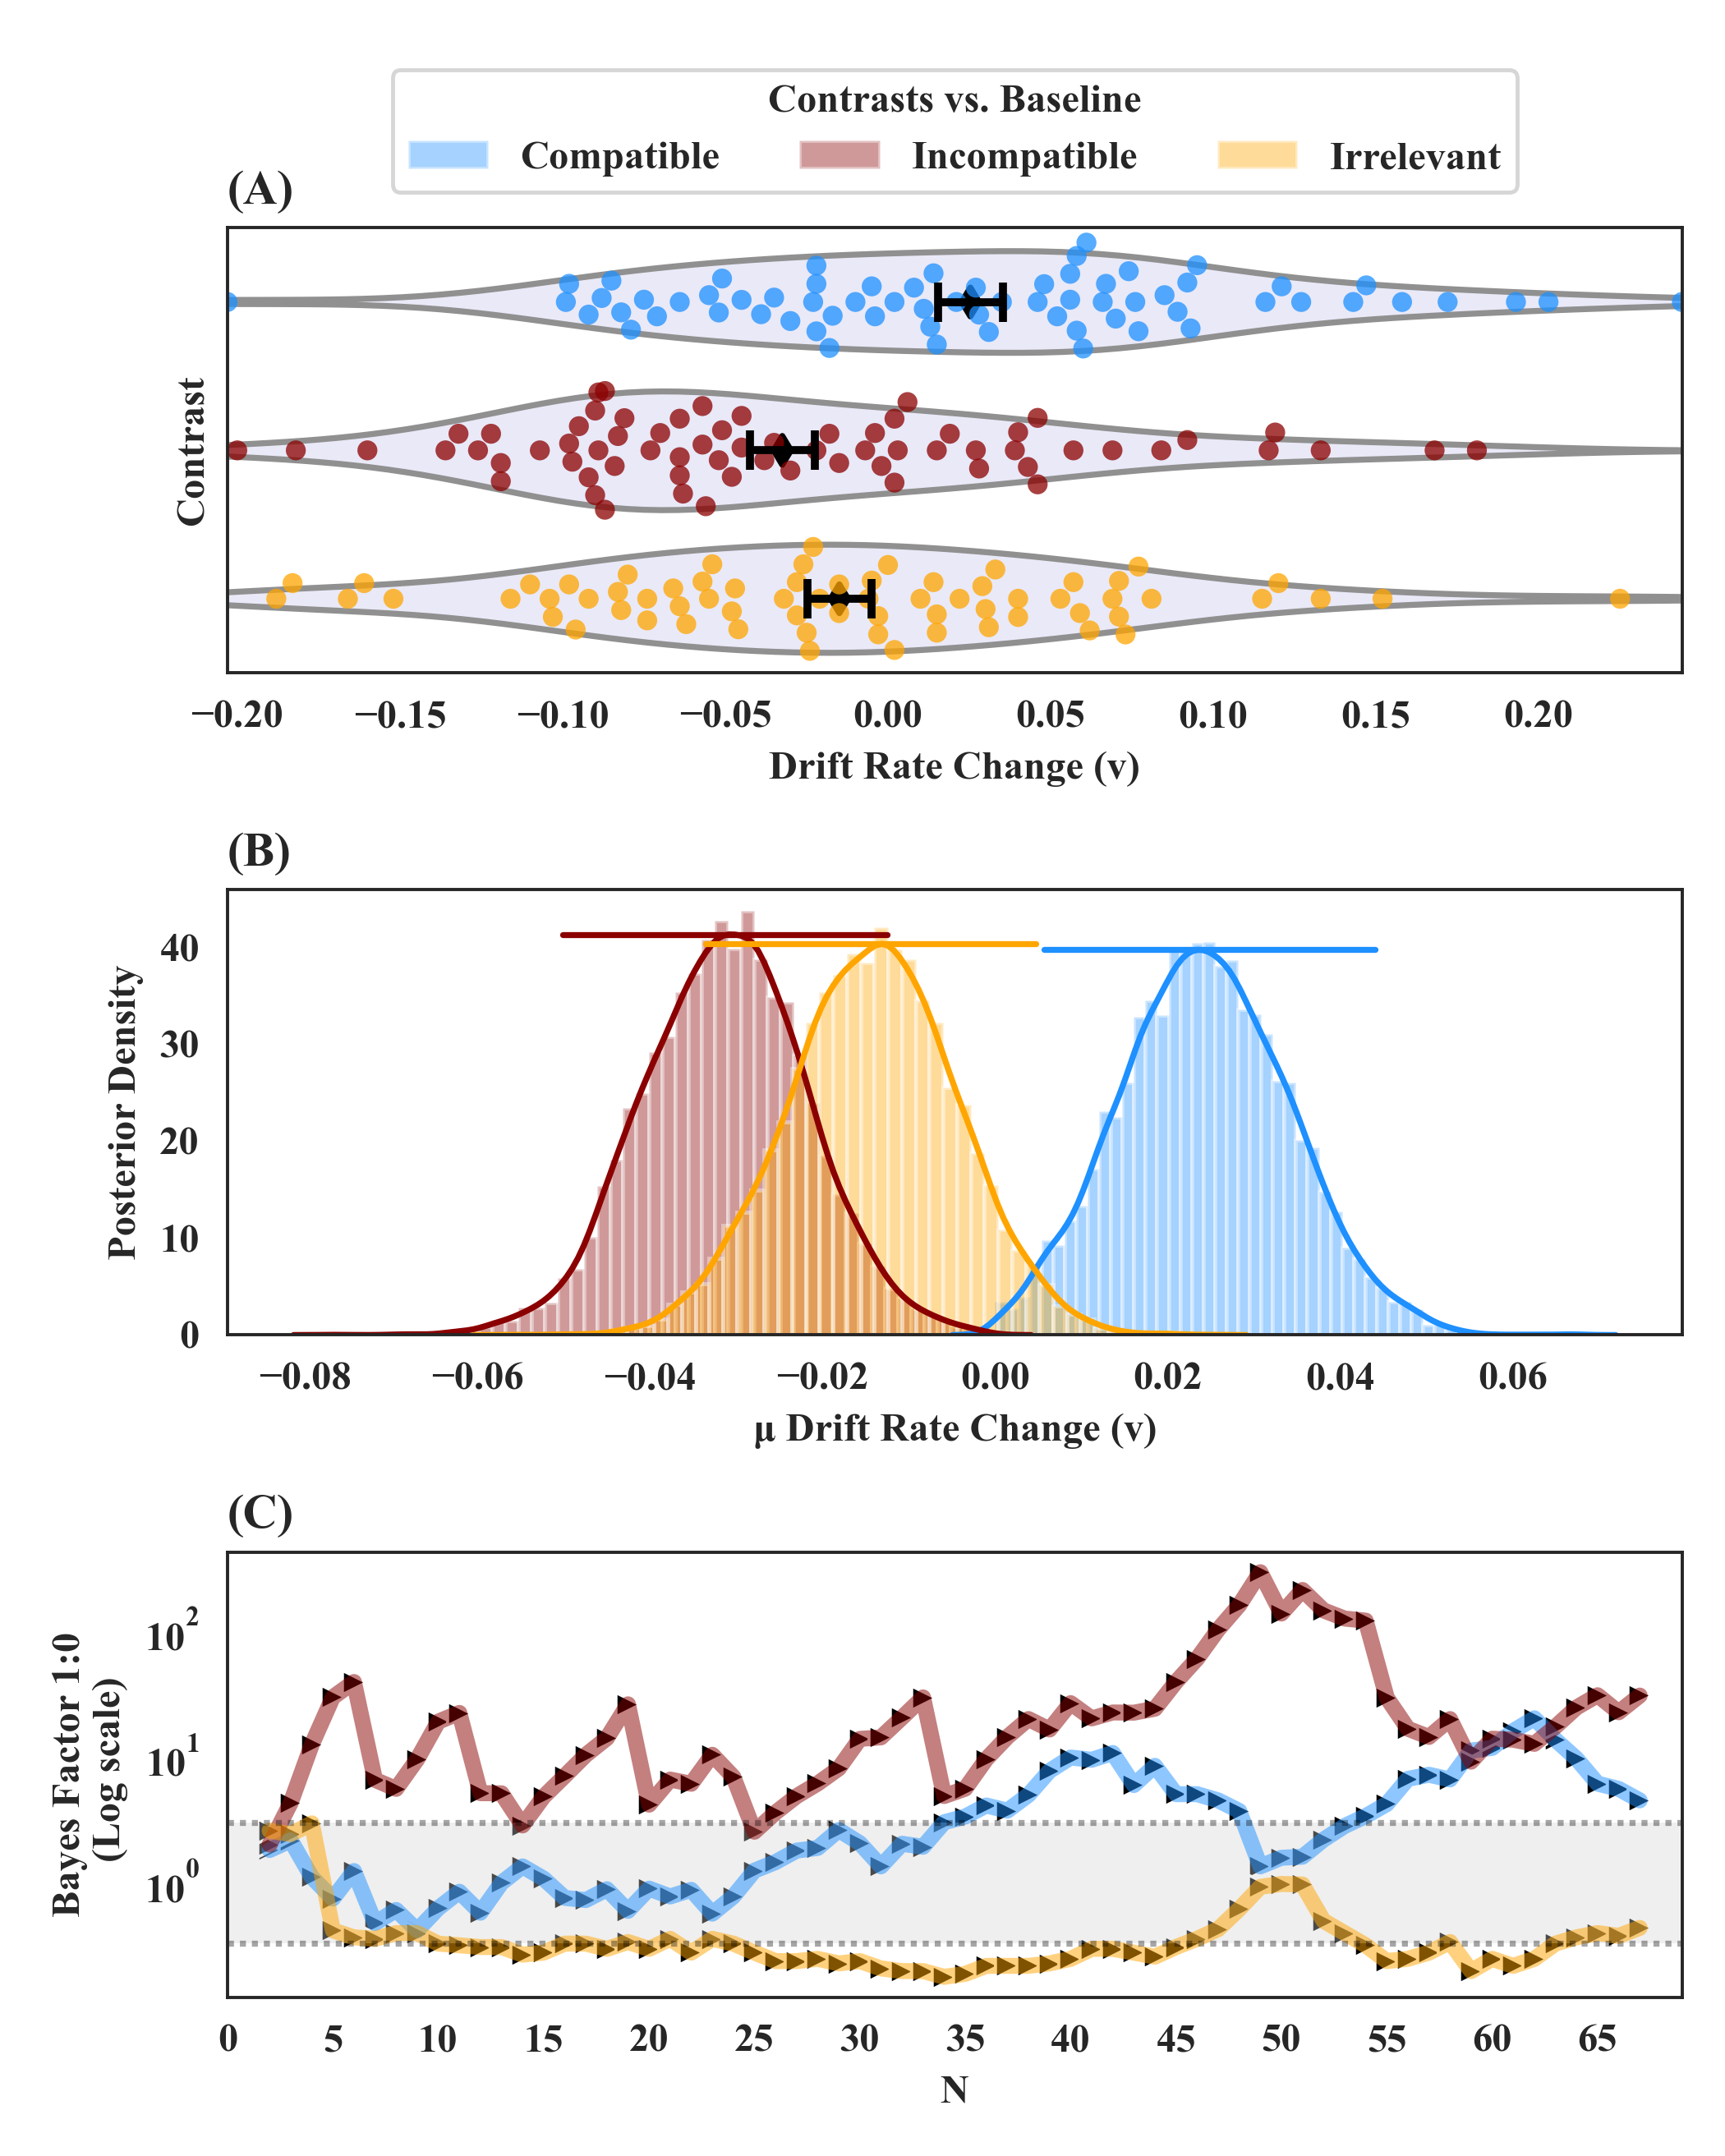 Contrasts vs. Baseline
Compatible Incompatible Irrelevant
(A)
Contrast
−0.20 −0.15 −0.10 −0.05 0.00 0.05 0.10 0.15 0.20
Drift Rate Change (v)
(B)
Posterior Density
40
30
20
10
0
−0.08 −0.06 −0.04 −0.02 0.00 0.02 0.04 0.06
μ Drift Rate Change (v)
(C)
Bayes Factor 1:0
(Log scale)
10²
10¹
10⁰
0 5 10 15 20 25 30 35 40 45 50 55 60 65
N